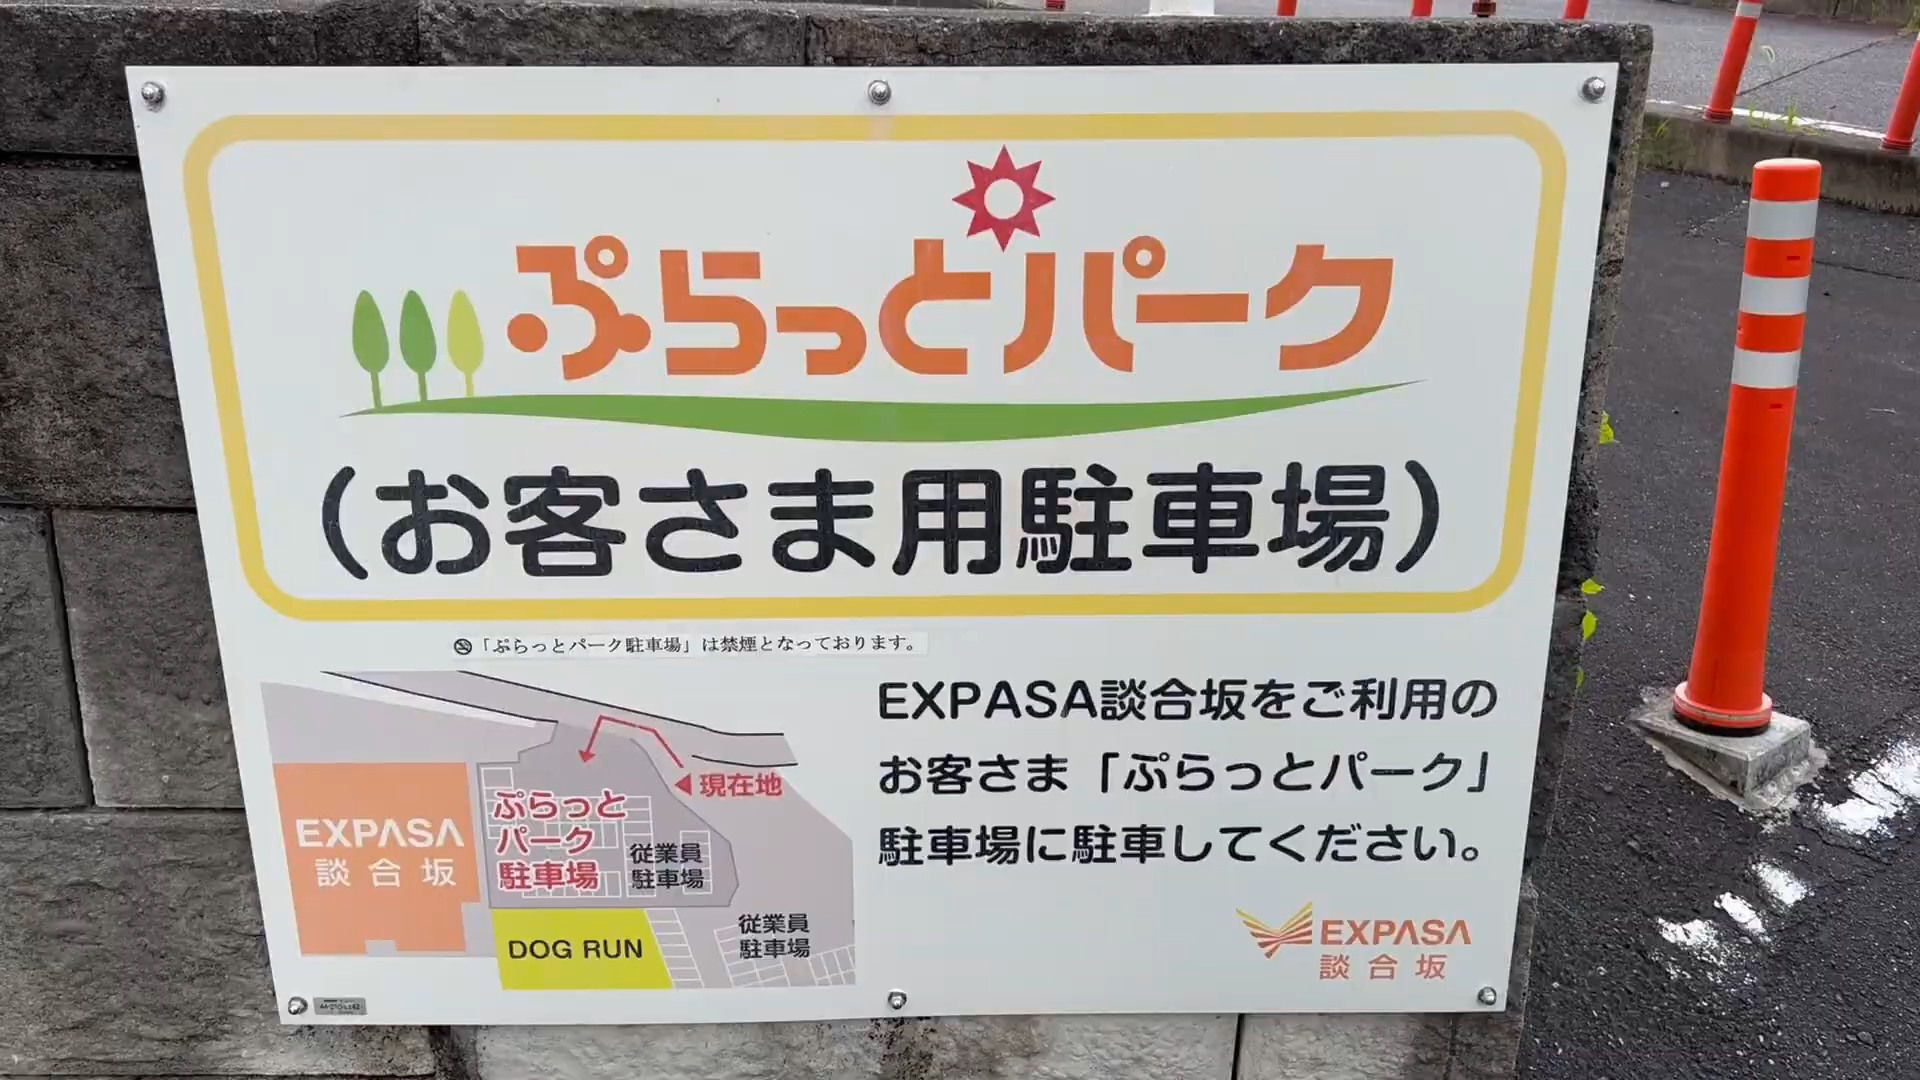 ぷらっとパーク
(お客さま用駐車場)
「ぷらっとパーク駐車場」は禁煙となっております。
EXPASA談合坂をご利用の
お客さま「ぷらっとパーク」
駐車場に駐車してください。
現在地
ぷらっと
パーク
駐車場
EXPASA
談合坂
従業員
駐車場
従業員
駐車場
DOG RUN
EXPASA
談合坂